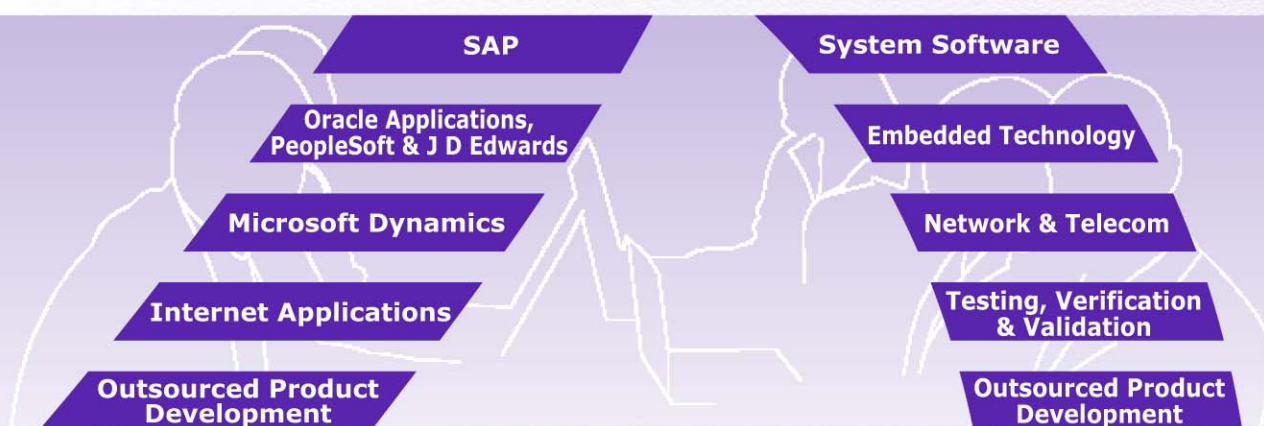 SAP
Oracle Applications,
PeopleSoft & J D Edwards
Microsoft Dynamics
Internet Applications
Outsourced Product
Development
System Software
Embedded Technology
Network & Telecom
Testing, Verification
& Validation
Outsourced Product
Development